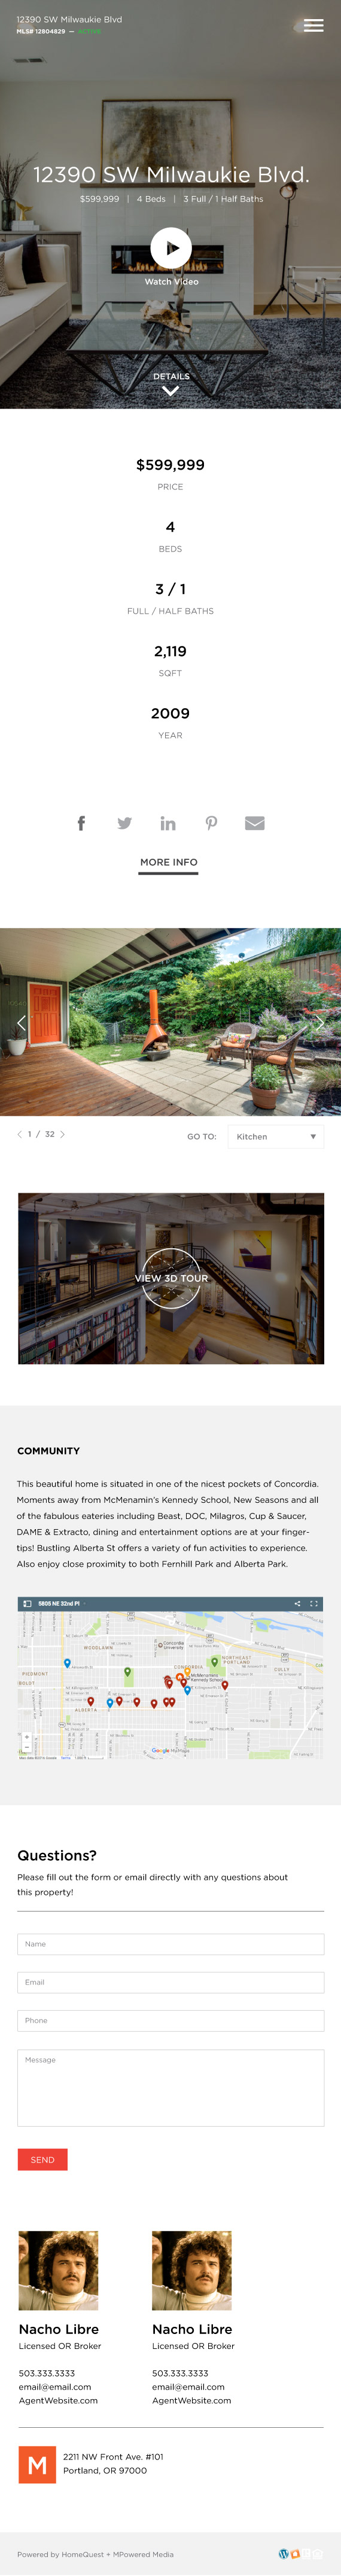 12390 SW Milwaukie Blvd
MLS# 12804829 — ACTIVE
12390 SW Milwaukie Blvd.
$599,999 | 4 Beds | 3 Full / 1 Half Baths
Watch Video
DETAILS
$599,999
PRICE
4
BEDS
3 / 1
FULL / HALF BATHS
2,119
SQFT
2009
YEAR
MORE INFO
1 / 32
GO TO: Kitchen
VIEW 3D TOUR
COMMUNITY
This beautiful home is situated in one of the nicest pockets of Concordia.
Moments away from McMenamin's Kennedy School, New Seasons and all
of the fabulous eateries including Beast, DOC, Milagros, Cup & Saucer,
DAME & Extracto, dining and entertainment options are at your finger-
tips! Bustling Alberta St offers a variety of fun activities to experience.
Also enjoy close proximity to both Fernhill Park and Alberta Park.
5805 NE 32nd Pl
WOODLAWN
Concordia
University
CONCORDIA
NORTHEAST
PORTLAND
CULLY
PIEDMONT
McMenamins
Kennedy School
ALBERTA
Google My Maps
Terms
Questions?
Please fill out the form or email directly with any questions about
this property!
Name
Email
Phone
Message
SEND
Nacho Libre
Licensed OR Broker
503.333.3333
email@email.com
AgentWebsite.com
Nacho Libre
Licensed OR Broker
503.333.3333
email@email.com
AgentWebsite.com
M
2211 NW Front Ave. #101
Portland, OR 97000
Powered by HomeQuest + MPowered Media